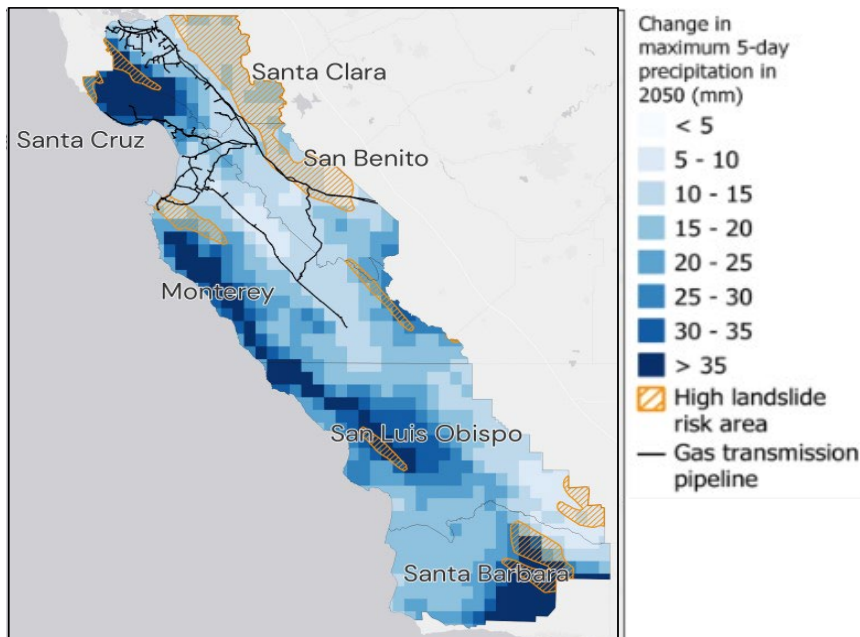 Santa Clara
Santa Cruz
San Benito
Monterey
San Luis Obispo
Santa Barbara
Change in
maximum 5-day
precipitation in
2050 (mm)
< 5
5 - 10
10 - 15
15 - 20
20 - 25
25 - 30
30 - 35
> 35
High landslide
risk area
Gas transmission
pipeline